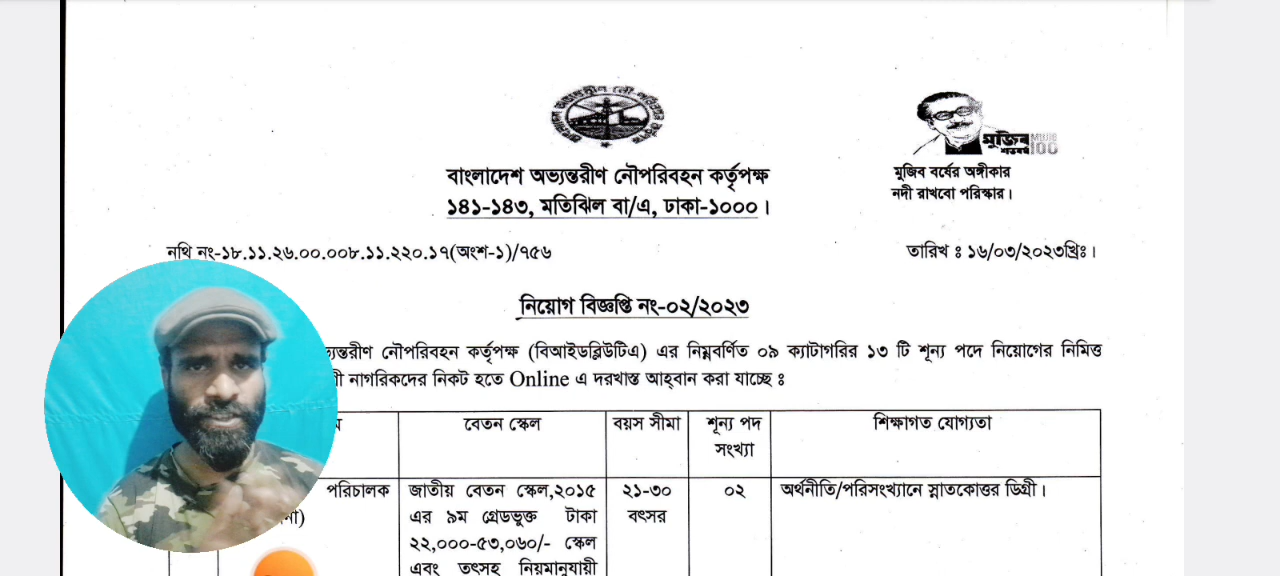 মুজিব
শতবর্ষ
100
বাংলাদেশ অভ্যন্তরীণ নৌপরিবহন কর্তৃপক্ষ
১৪১-১৪৩, মতিঝিল বা/এ, ঢাকা-১০০০।
মুজিব বর্ষের অঙ্গীকার
নদী রাখবো পরিস্কার।
নথি নং-১৮.১১.২৬.০০.০০৮.১১.২২০.১৭(অংশ-১)/৭৫৬
তারিখ ঃ ১৬/০৩/২০২৩খ্রিঃ।
নিয়োগ বিজ্ঞপ্তি নং-০২/২০২৩
নৌপরিবহন কর্তৃপক্ষ (বিআইডব্লিউটিএ) এর নিম্নবর্ণিত ০৯ ক্যাটাগরির ১৩ টি শূন্য পদে নিয়োগের নিমিত্ত
নাগরিকদের নিকট হতে Online এ দরখাস্ত আহ্‌বান করা যাচ্ছে ঃ
বেতন স্কেল
বয়স সীমা
শূন্য পদ
সংখ্যা
শিক্ষাগত যোগ্যতা
পরিচালক
জাতীয় বেতন স্কেল,২০১৫
এর ৯ম গ্রেডভুক্ত টাকা
২২,০০০-৫৩,০৬০/- স্কেল
এবং তৎসহ নিয়মানুযায়ী
২১-৩০
বৎসর
০২
অর্থনীতি/পরিসংখ্যানে স্নাতকোত্তর ডিগ্রী।